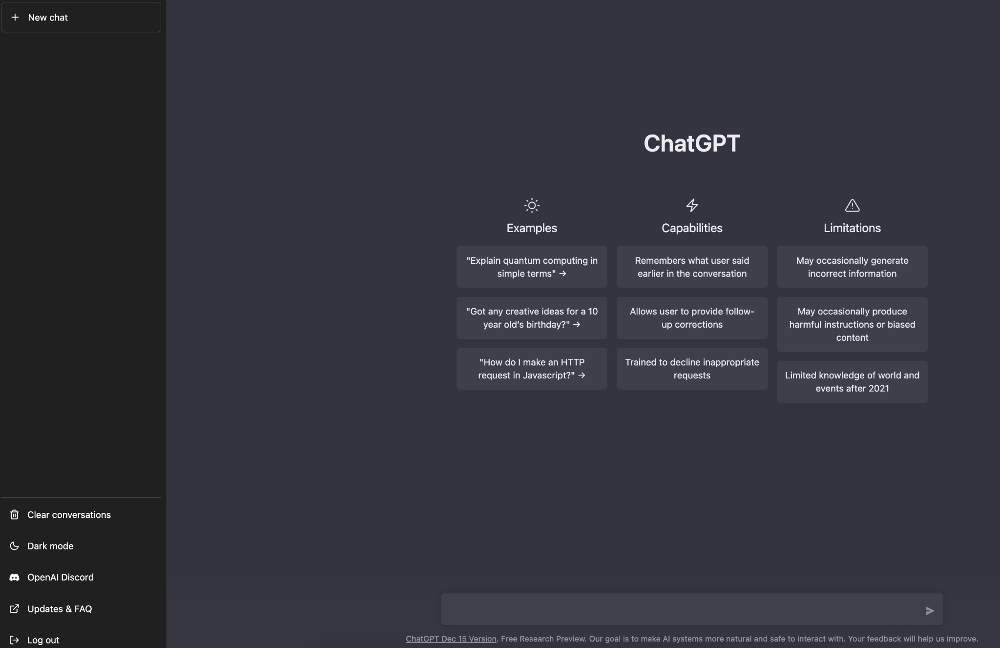 New chat
ChatGPT
Examples
"Explain quantum computing in
simple terms" →
"Got any creative ideas for a 10
year old’s birthday?" →
"How do I make an HTTP
request in Javascript?" →
Capabilities
Remembers what user said
earlier in the conversation
Allows user to provide follow-
up corrections
Trained to decline inappropriate
requests
Limitations
May occasionally generate
incorrect information
May occasionally produce
harmful instructions or biased
content
Limited knowledge of world and
events after 2021
Clear conversations
Dark mode
OpenAI Discord
Updates & FAQ
Log out
ChatGPT Dec 15 Version. Free Research Preview. Our goal is to make AI systems more natural and safe to interact with. Your feedback will help us improve.